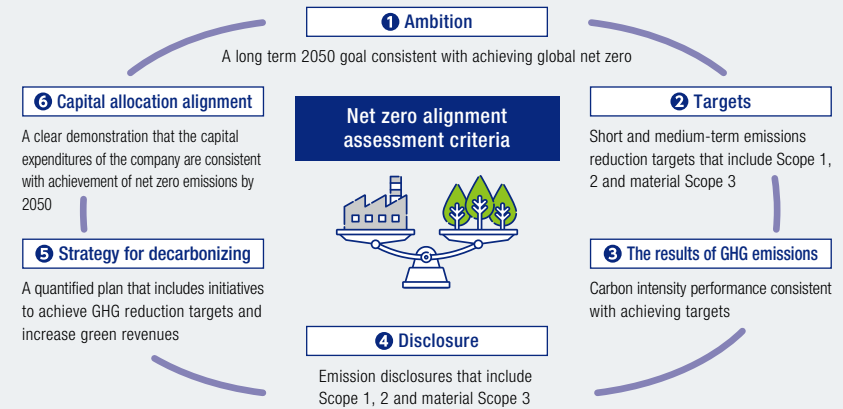 ❶ Ambition
A long term 2050 goal consistent with achieving global net zero
Net zero alignment
assessment criteria
❷ Targets
Short and medium-term emissions
reduction targets that include Scope 1,
2 and material Scope 3
❸ The results of GHG emissions
Carbon intensity performance consistent
with achieving targets
❹ Disclosure
Emission disclosures that include
Scope 1, 2 and material Scope 3
❺ Strategy for decarbonizing
A quantified plan that includes initiatives
to achieve GHG reduction targets and
increase green revenues
❻ Capital allocation alignment
A clear demonstration that the capital
expenditures of the company are consistent
with achievement of net zero emissions by
2050